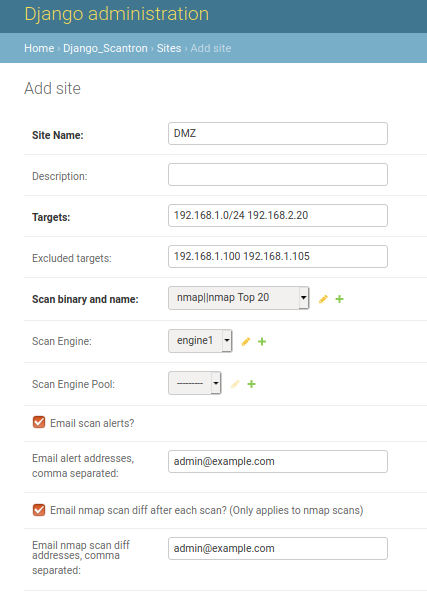 Django administration
Home › Django_Scantron › Sites › Add site
Add site
Site Name: DMZ
Description:
Targets: 192.168.1.0/24 192.168.2.20
Excluded targets: 192.168.1.100 192.168.1.105
Scan binary and name: nmap||nmap Top 20
Scan Engine: engine1
Scan Engine Pool: ---------
Email scan alerts?
Email alert addresses,
comma separated: admin@example.com
Email nmap scan diff after each scan? (Only applies to nmap scans)
Email nmap scan diff
addresses, comma
separated: admin@example.com